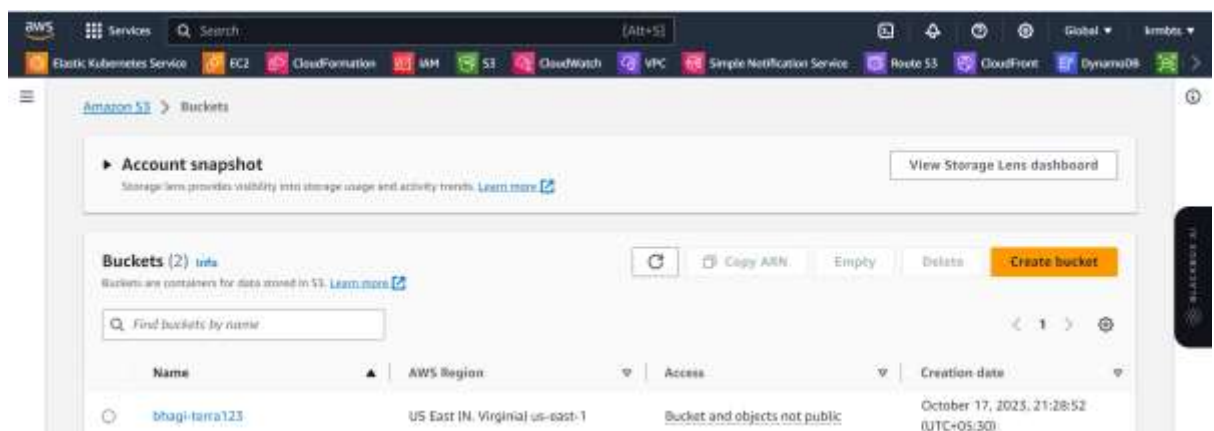 aws Services Search [Alt+S] Global krmbts
Elastic Kubernetes Service EC2 CloudFormation IAM S3 CloudWatch VPC Simple Notification Service Route 53 CloudFront DynamoDB
Amazon S3 > Buckets
Account snapshot View Storage Lens dashboard
Storage lens provides visibility into storage usage and activity trends. Learn more
Buckets (2) Info Copy ARN Empty Delete Create bucket
Buckets are containers for data stored in S3. Learn more
Find buckets by name 1
Name AWS Region Access Creation date
bhagi-terra123 US East (N. Virginia) us-east-1 Bucket and objects not public October 17, 2023, 21:28:52
(UTC+05:30)
BLACKBOX AI